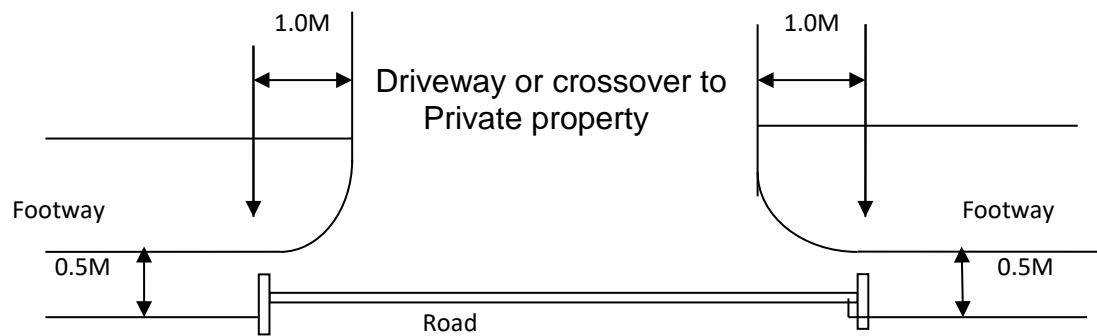 1.0M
1.0M
Driveway or crossover to
Private property
Footway
Footway
0.5M
0.5M
Road